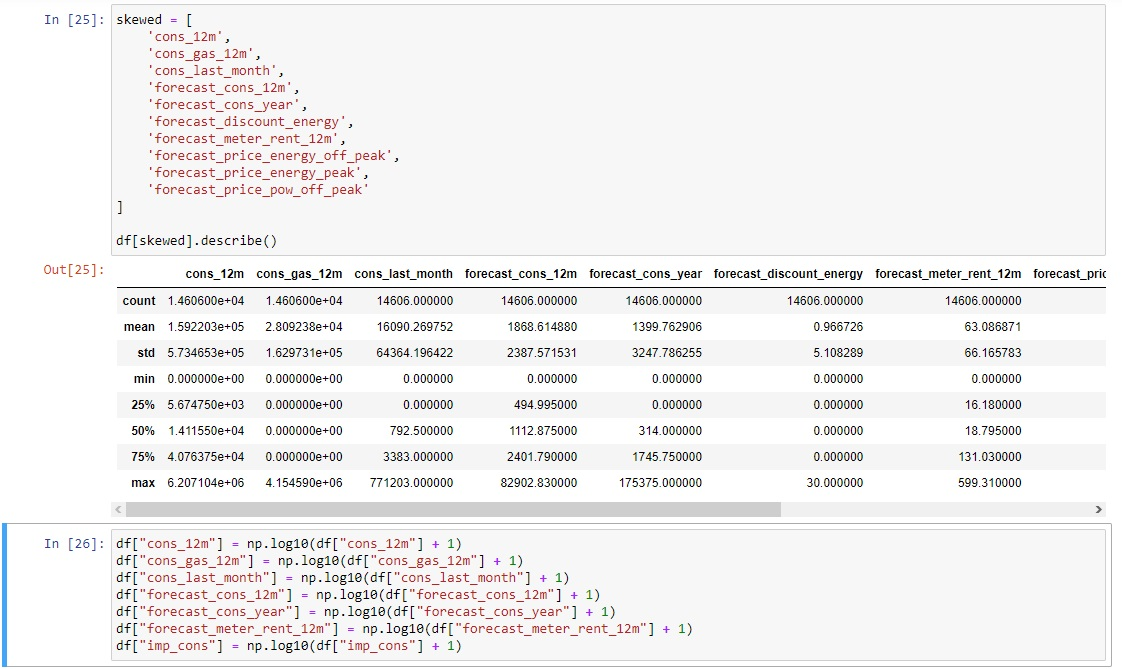 In [25]: skewed = [
    'cons_12m',
    'cons_gas_12m',
    'cons_last_month',
    'forecast_cons_12m',
    'forecast_cons_year',
    'forecast_discount_energy',
    'forecast_meter_rent_12m',
    'forecast_price_energy_off_peak',
    'forecast_price_energy_peak',
    'forecast_price_pow_off_peak'
]
df[skewed].describe()
Out[25]:
cons_12m cons_gas_12m cons_last_month forecast_cons_12m forecast_cons_year forecast_discount_energy forecast_meter_rent_12m forecast_pric
count 1.460600e+04 1.460600e+04 14606.000000 14606.000000 14606.000000 14606.000000 14606.000000
mean 1.592203e+05 2.809238e+04 16090.269752 1868.614880 1399.762906 0.966726 63.086871
std 5.734653e+05 1.629731e+05 64364.196422 2387.571531 3247.786255 5.108289 66.165783
min 0.000000e+00 0.000000e+00 0.000000 0.000000 0.000000 0.000000 0.000000
25% 5.674750e+03 0.000000e+00 0.000000 494.995000 0.000000 0.000000 16.180000
50% 1.411550e+04 0.000000e+00 792.500000 1112.875000 314.000000 0.000000 18.795000
75% 4.076375e+04 0.000000e+00 3383.000000 2401.790000 1745.750000 0.000000 131.030000
max 6.207104e+06 4.154590e+06 771203.000000 82902.830000 175375.000000 30.000000 599.310000
In [26]: df["cons_12m"] = np.log10(df["cons_12m"] + 1)
df["cons_gas_12m"] = np.log10(df["cons_gas_12m"] + 1)
df["cons_last_month"] = np.log10(df["cons_last_month"] + 1)
df["forecast_cons_12m"] = np.log10(df["forecast_cons_12m"] + 1)
df["forecast_cons_year"] = np.log10(df["forecast_cons_year"] + 1)
df["forecast_meter_rent_12m"] = np.log10(df["forecast_meter_rent_12m"] + 1)
df["imp_cons"] = np.log10(df["imp_cons"] + 1)